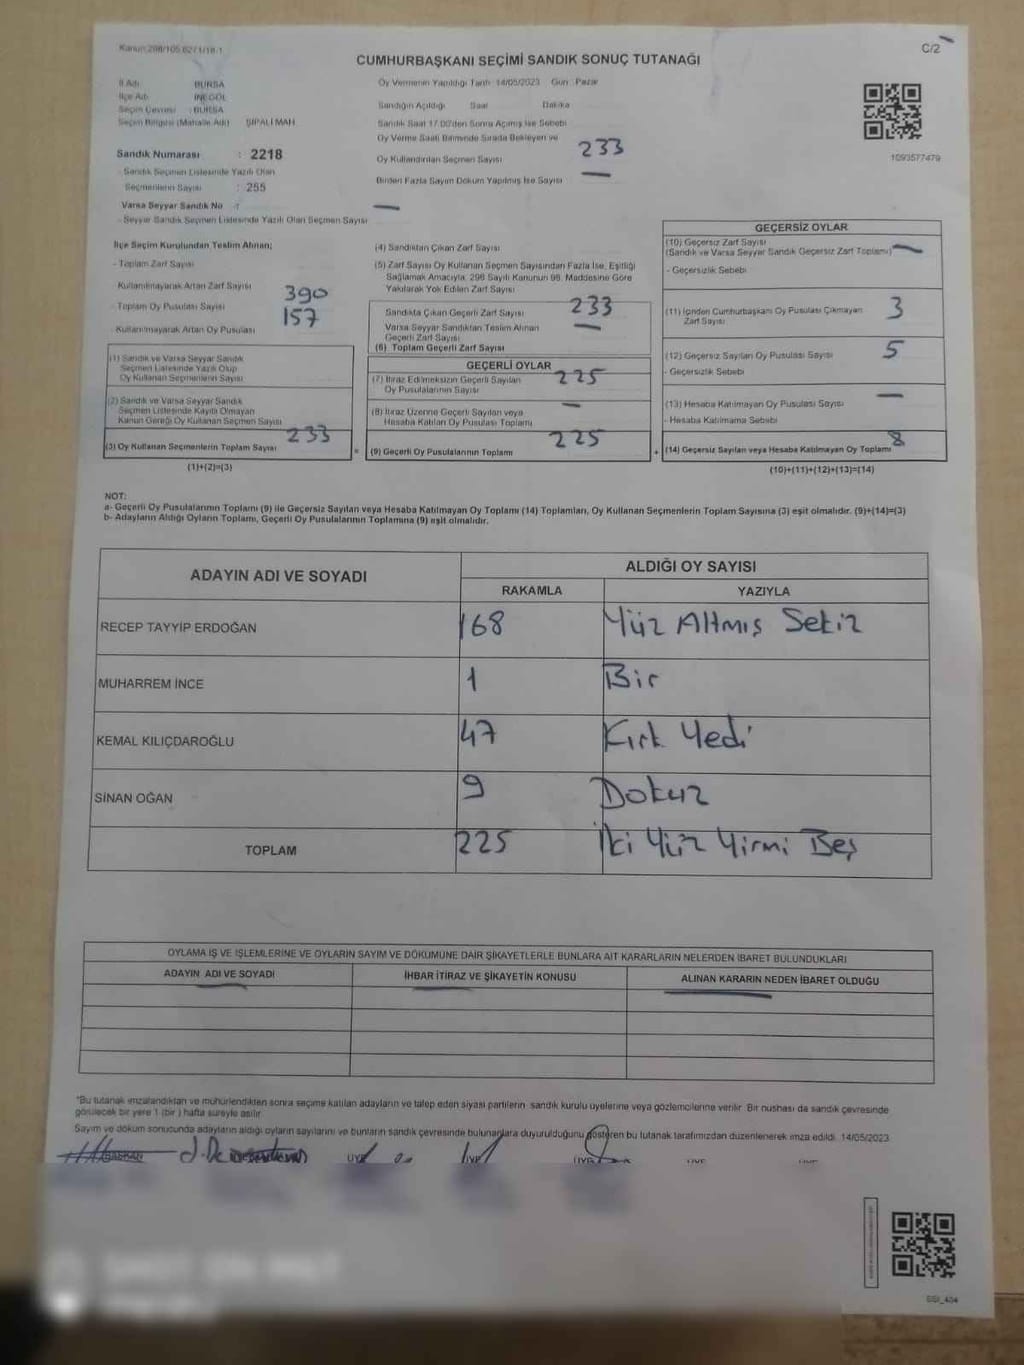 Kanun:298/105.6271/18-1
C/2
CUMHURBAŞKANI SEÇİMİ SANDIK SONUÇ TUTANAĞI
İl Adı : BURSA
İlçe Adı : İNEGÖL
Seçim Çevresi : BURSA
Seçim Bölgesi (Mahalle Adı) ŞİPALİ MAH
Sandık Numarası : 2218
- Sandık Seçmen Listesinde Yazılı Olan
Seçmenlerin Sayısı : 255
Varsa Seyyar Sandık No :
- Seyyar Sandık Seçmen Listesinde Yazılı Olan Seçmen Sayısı
Oy Vermenin Yapıldığı Tarih :14/05/2023 Gün : Pazar
Sandığın Açıldığı Saat Dakika
Sandık Saat 17.00'den Sonra Açılmış İse Sebebi
Oy Verme Saati Bitiminde Sırada Bekleyen ve
Oy Kullandırılan Seçmen Sayısı 233
Birden Fazla Sayım Döküm Yapılmış İse Sayısı —
1093577479
İlçe Seçim Kurulundan Teslim Alınan;
- Toplam Zarf Sayısı
Kullanılmayarak Artan Zarf Sayısı
- Toplam Oy Pusulası Sayısı 390
- Kullanılmayarak Artan Oy Pusulası 157
(1) Sandık ve Varsa Seyyar Sandık
Seçmen Listesinde Yazılı Olup
Oy Kullanan Seçmenlerin Sayısı
(2) Sandık ve Varsa Seyyar Sandık
Seçmen Listesinde Kayıtlı Olmayan
Kanun Gereği Oy Kullanan Seçmen Sayısı
(3) Oy Kullanan Seçmenlerin Toplam Sayısı 233
(1)+(2)=(3)
(4) Sandıktan Çıkan Zarf Sayısı
(5) Zarf Sayısı Oy Kullanan Seçmen Sayısından Fazla İse, Eşitliği
Sağlamak Amacıyla, 298 Sayılı Kanunun 98. Maddesine Göre
Yakılarak Yok Edilen Zarf Sayısı
Sandıkta Çıkan Geçerli Zarf Sayısı 233
Varsa Seyyar Sandıktan Teslim Alınan —
Geçerli Zarf Sayısı
(6) Toplam Geçerli Zarf Sayısı
GEÇERLİ OYLAR
(7) İtiraz Edilmeksizin Geçerli Sayılan 225
Oy Pusulalarının Sayısı
(8) İtiraz Üzerine Geçerli Sayılan veya —
Hesaba Katılan Oy Pusulası Toplamı
(9) Geçerli Oy Pusulalarının Toplamı 225
GEÇERSİZ OYLAR
(10) Geçersiz Zarf Sayısı
(Sandık ve Varsa Seyyar Sandık Geçersiz Zarf Toplamı) —
- Geçersizlik Sebebi
(11) İçinden Cumhurbaşkanı Oy Pusulası Çıkmayan 3
Zarf Sayısı
(12) Geçersiz Sayılan Oy Pusulası Sayısı 5
- Geçersizlik Sebebi
(13) Hesaba Katılmayan Oy Pusulası Sayısı —
- Hesaba Katılmama Sebebi
(14) Geçersiz Sayılan veya Hesaba Katılmayan Oy Toplamı 8
(10)+(11)+(12)+(13)=(14)
NOT:
a- Geçerli Oy Pusulalarının Toplamı (9) ile Geçersiz Sayılan veya Hesaba Katılmayan Oy Toplamı (14) Toplamları, Oy Kullanan Seçmenlerin Toplam Sayısına (3) eşit olmalıdır. (9)+(14)=(3)
b- Adayların Aldığı Oyların Toplamı, Geçerli Oy Pusulalarının Toplamına (9) eşit olmalıdır.
ADAYIN ADI VE SOYADI ALDIĞI OY SAYISI
RAKAMLA YAZIYLA
RECEP TAYYİP ERDOĞAN 168 Yüz Altmış Sekiz
MUHARREM İNCE 1 Bir
KEMAL KILIÇDAROĞLU 47 Kırk Yedi
SİNAN OĞAN 9 Dokuz
TOPLAM 225 İki Yüz Yirmi Beş
OYLAMA İŞ VE İŞLEMLERİNE VE OYLARIN SAYIM VE DÖKÜMÜNE DAİR ŞİKAYETLERLE BUNLARA AİT KARARLARIN NELERDEN İBARET BULUNDUKLARI
ADAYIN ADI VE SOYADI İHBAR İTİRAZ VE ŞİKAYETİN KONUSU ALINAN KARARIN NEDEN İBARET OLDUĞU
*Bu tutanak imzalandıktan ve mühürlendikten sonra seçime katılan adayların ve talep eden siyasi partilerin sandık kurulu üyelerine veya gözlemcilerine verilir. Bir nushası da sandık çevresinde
görülecek bir yere 1 (bir ) hafta süreyle asılır.
Sayım ve döküm sonucunda adayların aldığı oyların sayılarını ve bunların sandık çevresinde bulunanlara duyurulduğunu gösteren bu tutanak tarafımızdan düzenlenerek imza edildi. 14/05/2023
BAŞKAN ÜYE ÜYE ÜYE ÜYE ÜYE
SSI_404